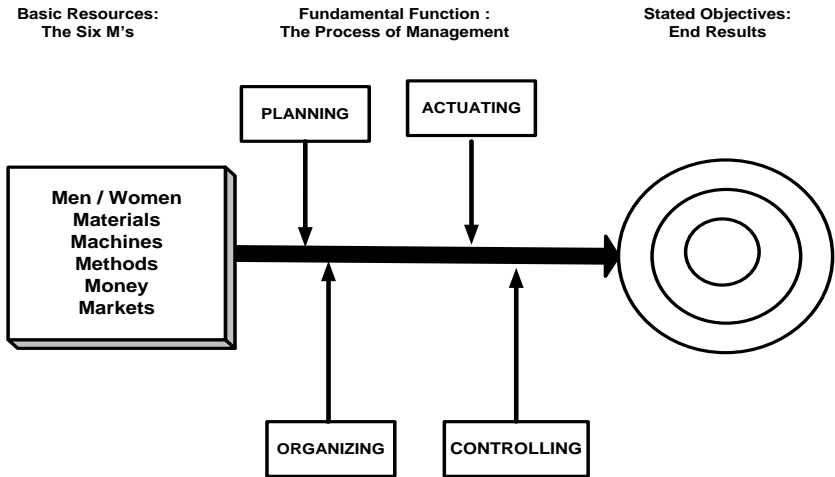 Basic Resources:
The Six M's
Fundamental Function :
The Process of Management
Stated Objectives:
End Results
PLANNING
ACTUATING
Men / Women
Materials
Machines
Methods
Money
Markets
ORGANIZING
CONTROLLING